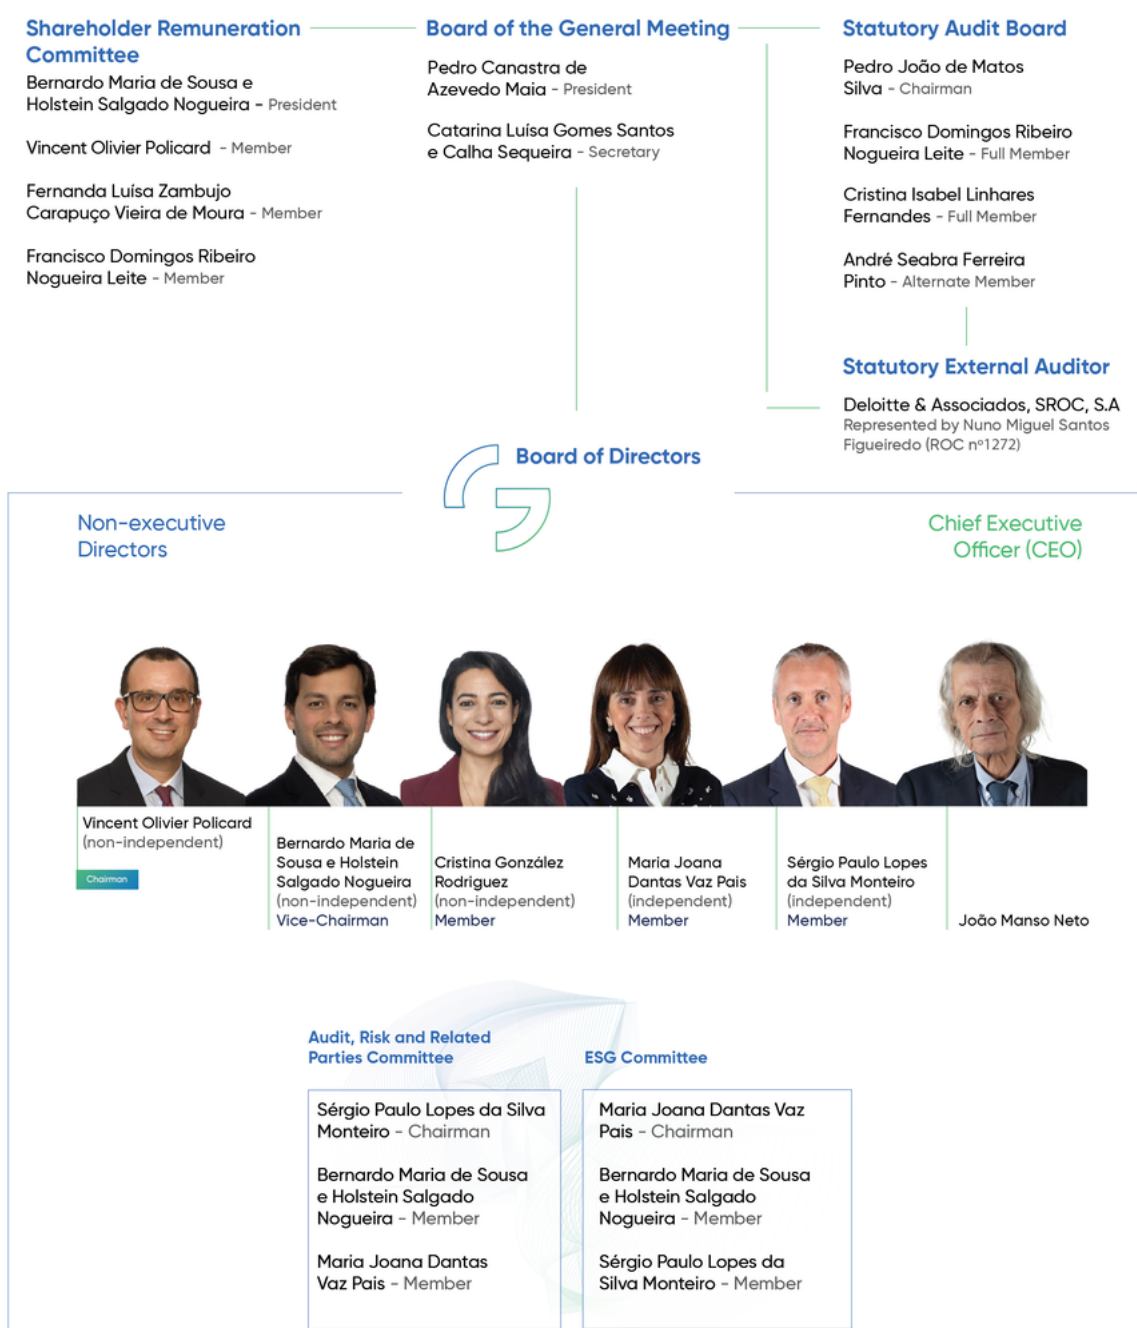 Shareholder Remuneration
Committee
Bernardo Maria de Sousa e
Holstein Salgado Nogueira - President
Vincent Olivier Policard - Member
Fernanda Luísa Zambujo
Carapuço Vieira de Moura - Member
Francisco Domingos Ribeiro
Nogueira Leite - Member
Board of the General Meeting
Pedro Canastra de
Azevedo Maia - President
Catarina Luísa Gomes Santos
e Calha Sequeira - Secretary
Statutory Audit Board
Pedro João de Matos
Silva - Chairman
Francisco Domingos Ribeiro
Nogueira Leite - Full Member
Cristina Isabel Linhares
Fernandes - Full Member
André Seabra Ferreira
Pinto - Alternate Member
Statutory External Auditor
Deloitte & Associados, SROC, S.A
Represented by Nuno Miguel Santos
Figueiredo (ROC nº1272)
Board of Directors
Non-executive
Directors
Chief Executive
Officer (CEO)
Vincent Olivier Policard
(non-independent)
Chairman
Bernardo Maria de
Sousa e Holstein
Salgado Nogueira
(non-independent)
Vice-Chairman
Cristina González
Rodriguez
(non-independent)
Member
Maria Joana
Dantas Vaz Pais
(independent)
Member
Sérgio Paulo Lopes
da Silva Monteiro
(independent)
Member
João Manso Neto
Audit, Risk and Related
Parties Committee
Sérgio Paulo Lopes da Silva
Monteiro - Chairman
Bernardo Maria de Sousa
e Holstein Salgado
Nogueira - Member
Maria Joana Dantas
Vaz Pais - Member
ESG Committee
Maria Joana Dantas Vaz
Pais - Chairman
Bernardo Maria de Sousa
e Holstein Salgado
Nogueira - Member
Sérgio Paulo Lopes da
Silva Monteiro - Member